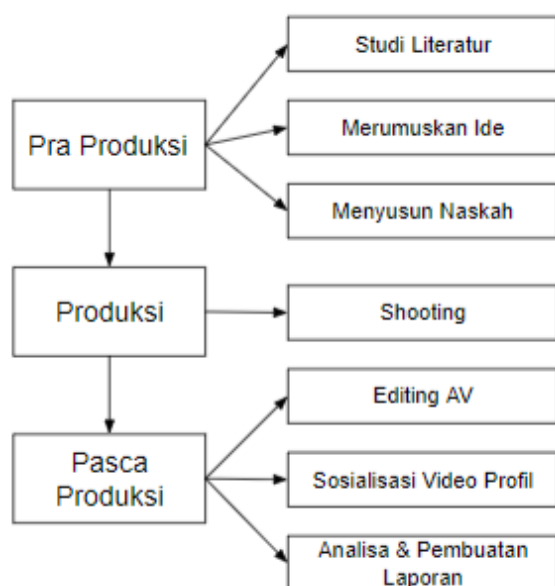 Studi Literatur
Pra Produksi
Merumuskan Ide
Menyusun Naskah
Produksi
Shooting
Editing AV
Pasca
Produksi
Sosialisasi Video Profil
Analisa & Pembuatan
Laporan